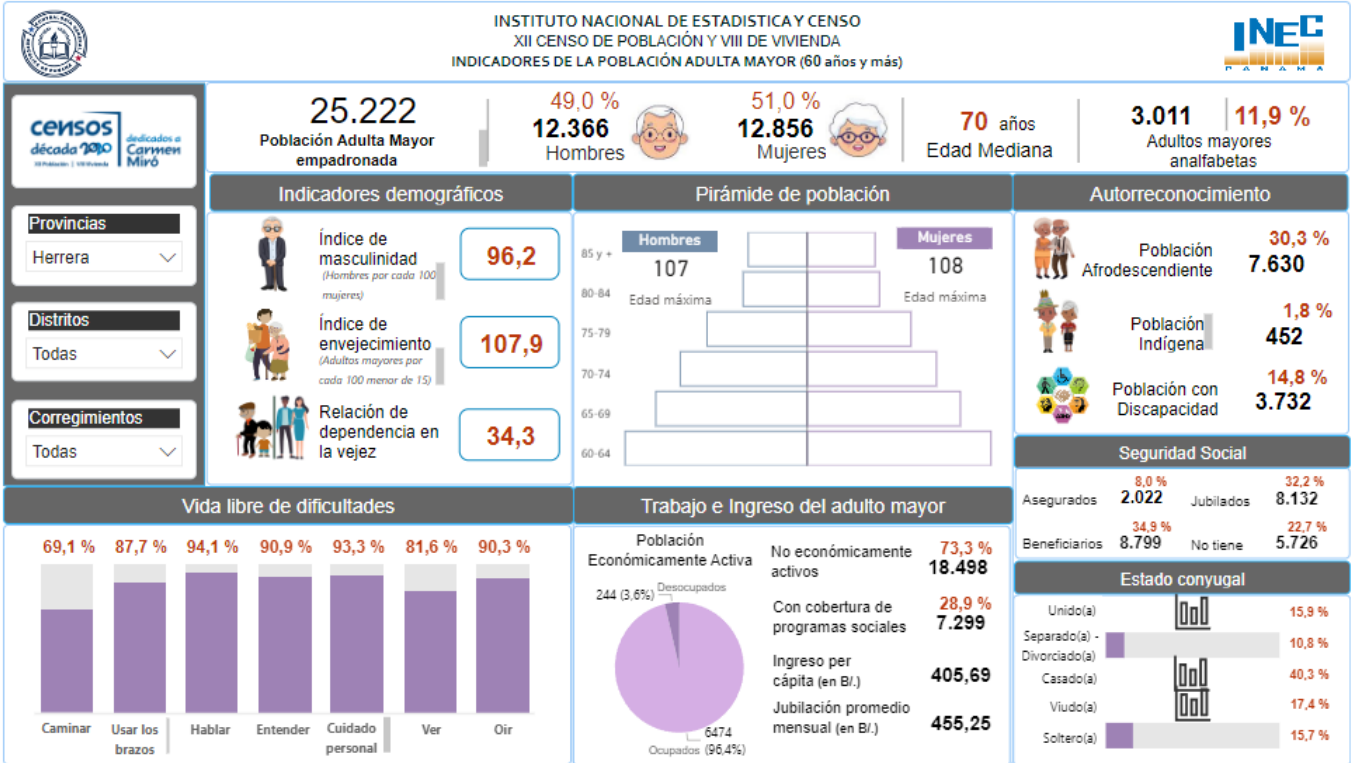 INSTITUTO NACIONAL DE ESTADISTICA Y CENSO
XII CENSO DE POBLACIÓN Y VIII DE VIVIENDA
INDICADORES DE LA POBLACIÓN ADULTA MAYOR (60 años y más)
INEC
PANAMA
censos
década 2020
dedicados a
Carmen
Miró
XII Población | VIII Vivienda
Provincias
Herrera
Distritos
Todas
Corregimientos
Todas
25.222
Población Adulta Mayor
empadronada
49,0 %
12.366
Hombres
51,0 %
12.856
Mujeres
70 años
Edad Mediana
3.011
11,9 %
Adultos mayores
analfabetas
Indicadores demográficos
Índice de
masculinidad
(Hombres por cada 100
mujeres)
96,2
Índice de
envejecimiento
(Adultos mayores por
cada 100 menor de 15)
107,9
Relación de
dependencia en
la vejez
34,3
Pirámide de población
Hombres
107
Edad máxima
Mujeres
108
Edad máxima
85 y +
80-84
75-79
70-74
65-69
60-64
Autorreconocimiento
Población
Afrodescendiente
30,3 %
7.630
Población
Indígena
1,8 %
452
Población con
Discapacidad
14,8 %
3.732
Seguridad Social
Asegurados
8,0 %
2.022
Jubilados
32,2 %
8.132
Beneficiarios
34,9 %
8.799
No tiene
22,7 %
5.726
Vida libre de dificultades
69,1 %
87,7 %
94,1 %
90,9 %
93,3 %
81,6 %
90,3 %
Caminar
Usar los
brazos
Hablar
Entender
Cuidado
personal
Ver
Oir
Trabajo e Ingreso del adulto mayor
Población
Económicamente Activa
Desocupados
244 (3,6%)
6474
Ocupados (96,4%)
No económicamente
activos
73,3 %
18.498
Con cobertura de
programas sociales
28,9 %
7.299
Ingreso per
cápita (en B/.)
405,69
Jubilación promedio
mensual (en B/.)
455,25
Estado conyugal
Unido(a)
15,9 %
Separado(a) -
Divorciado(a)
10,8 %
Casado(a)
40,3 %
Viudo(a)
17,4 %
Soltero(a)
15,7 %